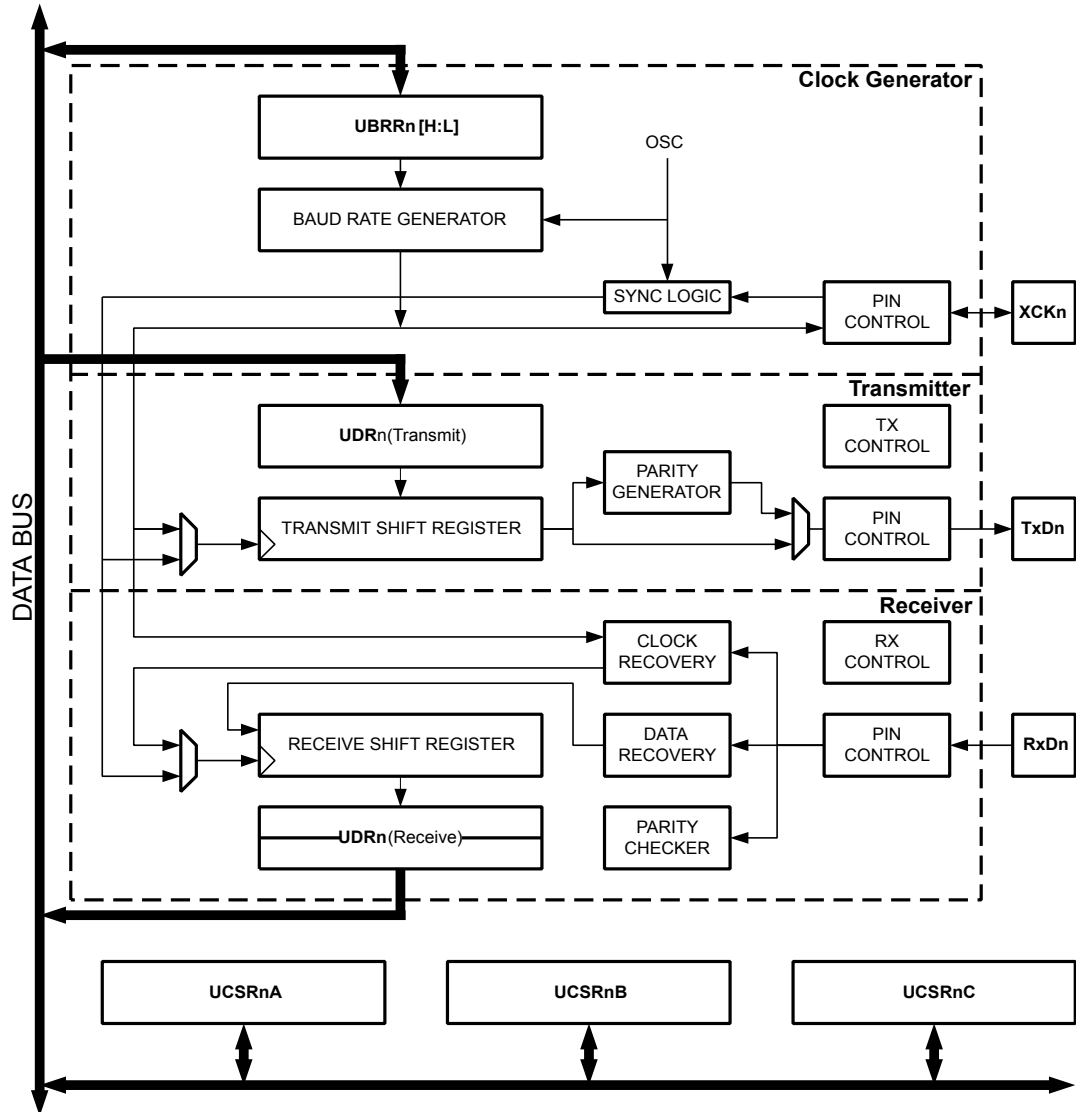 Clock Generator
UBRRn [H:L]
OSC
BAUD RATE GENERATOR
SYNC LOGIC
PIN
CONTROL
XCKn
Transmitter
UDRn(Transmit)
TX
CONTROL
PARITY
GENERATOR
TRANSMIT SHIFT REGISTER
PIN
CONTROL
TxDn
DATA BUS
Receiver
CLOCK
RECOVERY
RX
CONTROL
RECEIVE SHIFT REGISTER
DATA
RECOVERY
PIN
CONTROL
RxDn
UDRn(Receive)
PARITY
CHECKER
UCSRnA
UCSRnB
UCSRnC